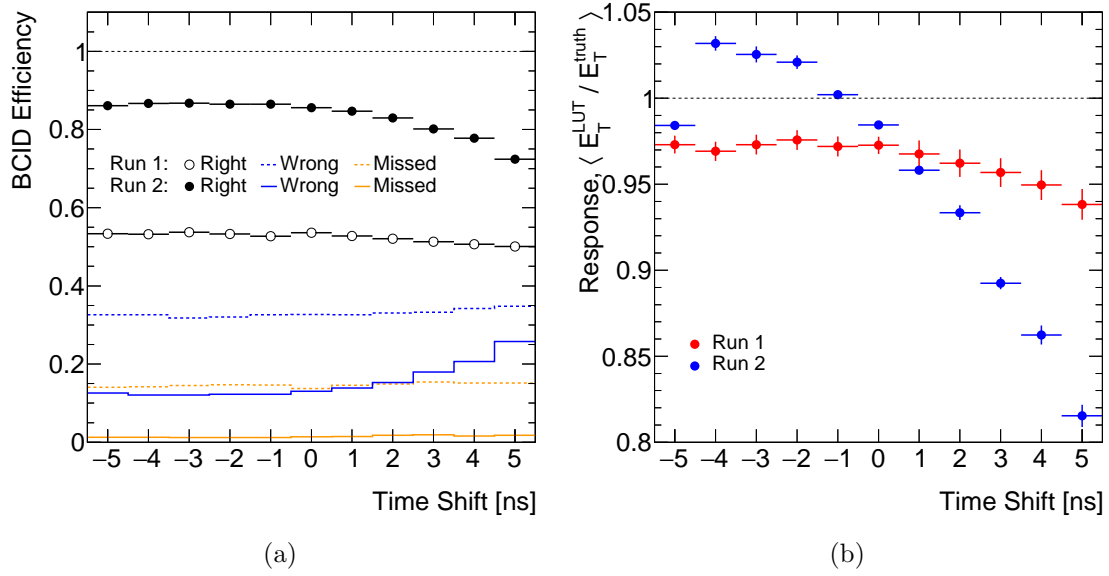 BCID Efficiency
1
0.8
0.6
0.4
0.2
0
Run 1: Right Wrong Missed
Run 2: Right Wrong Missed
−5 −4 −3 −2 −1 0 1 2 3 4 5
Time Shift [ns]
(a)
Response, ⟨ E_T^LUT / E_T^truth ⟩
1.05
1
0.95
0.9
0.85
0.8
Run 1
Run 2
−5 −4 −3 −2 −1 0 1 2 3 4 5
Time Shift [ns]
(b)